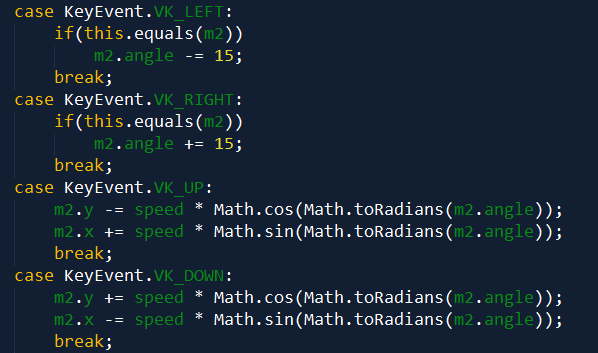 case KeyEvent.VK_LEFT:
    if(this.equals(m2))
        m2.angle -= 15;
    break;
case KeyEvent.VK_RIGHT:
    if(this.equals(m2))
        m2.angle += 15;
    break;
case KeyEvent.VK_UP:
    m2.y -= speed * Math.cos(Math.toRadians(m2.angle));
    m2.x += speed * Math.sin(Math.toRadians(m2.angle));
    break;
case KeyEvent.VK_DOWN:
    m2.y += speed * Math.cos(Math.toRadians(m2.angle));
    m2.x -= speed * Math.sin(Math.toRadians(m2.angle));
    break;